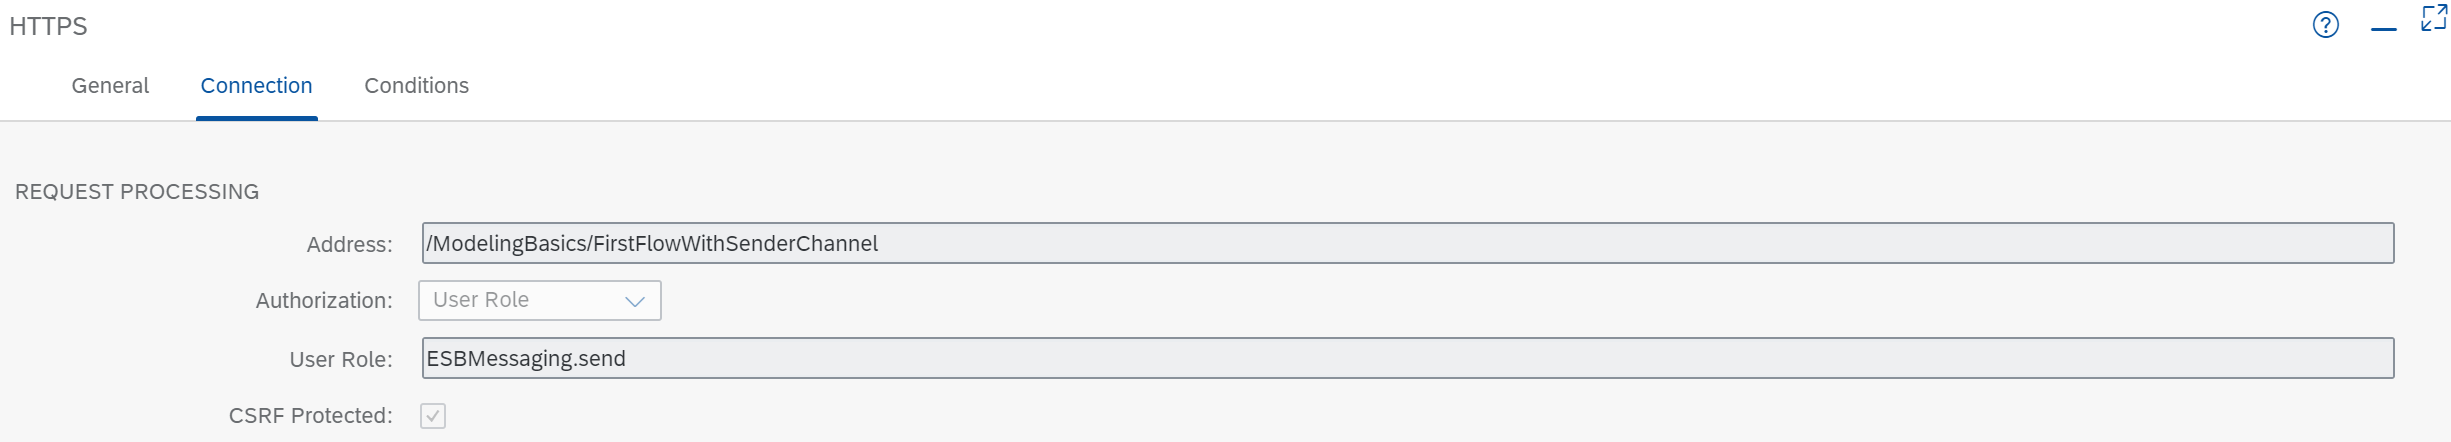 HTTPS
General Connection Conditions
REQUEST PROCESSING
Address: /ModelingBasics/FirstFlowWithSenderChannel
Authorization: User Role
User Role: ESBMessaging.send
CSRF Protected: